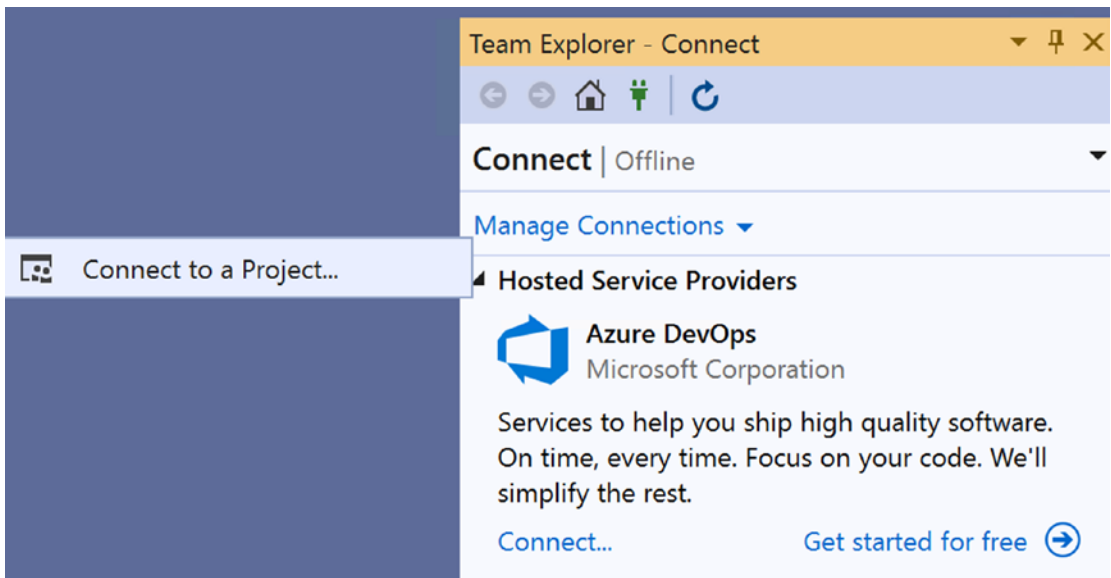 Team Explorer - Connect
Connect | Offline
Manage Connections
Connect to a Project...
Hosted Service Providers
Azure DevOps
Microsoft Corporation
Services to help you ship high quality software.
On time, every time. Focus on your code. We'll
simplify the rest.
Connect... Get started for free